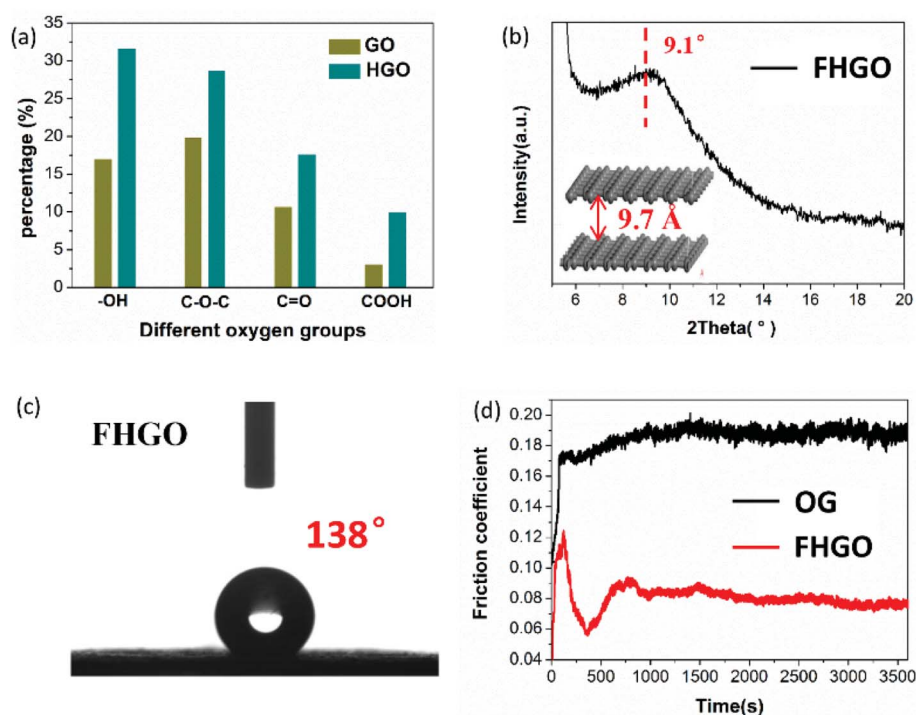 (a)
GO
HGO
percentage (%)
35
30
25
20
15
10
5
0
-OH C-O-C C=O COOH
Different oxygen groups
(b)
9.1°
FHGO
Intensity(a.u.)
9.7 Å
6 8 10 12 14 16 18 20
2Theta( ° )
(c)
FHGO
138°
(d)
Friction coefficient
0.20
0.18
0.16
0.14
0.12
0.10
0.08
0.06
0.04
OG
FHGO
0 500 1000 1500 2000 2500 3000 3500
Time(s)